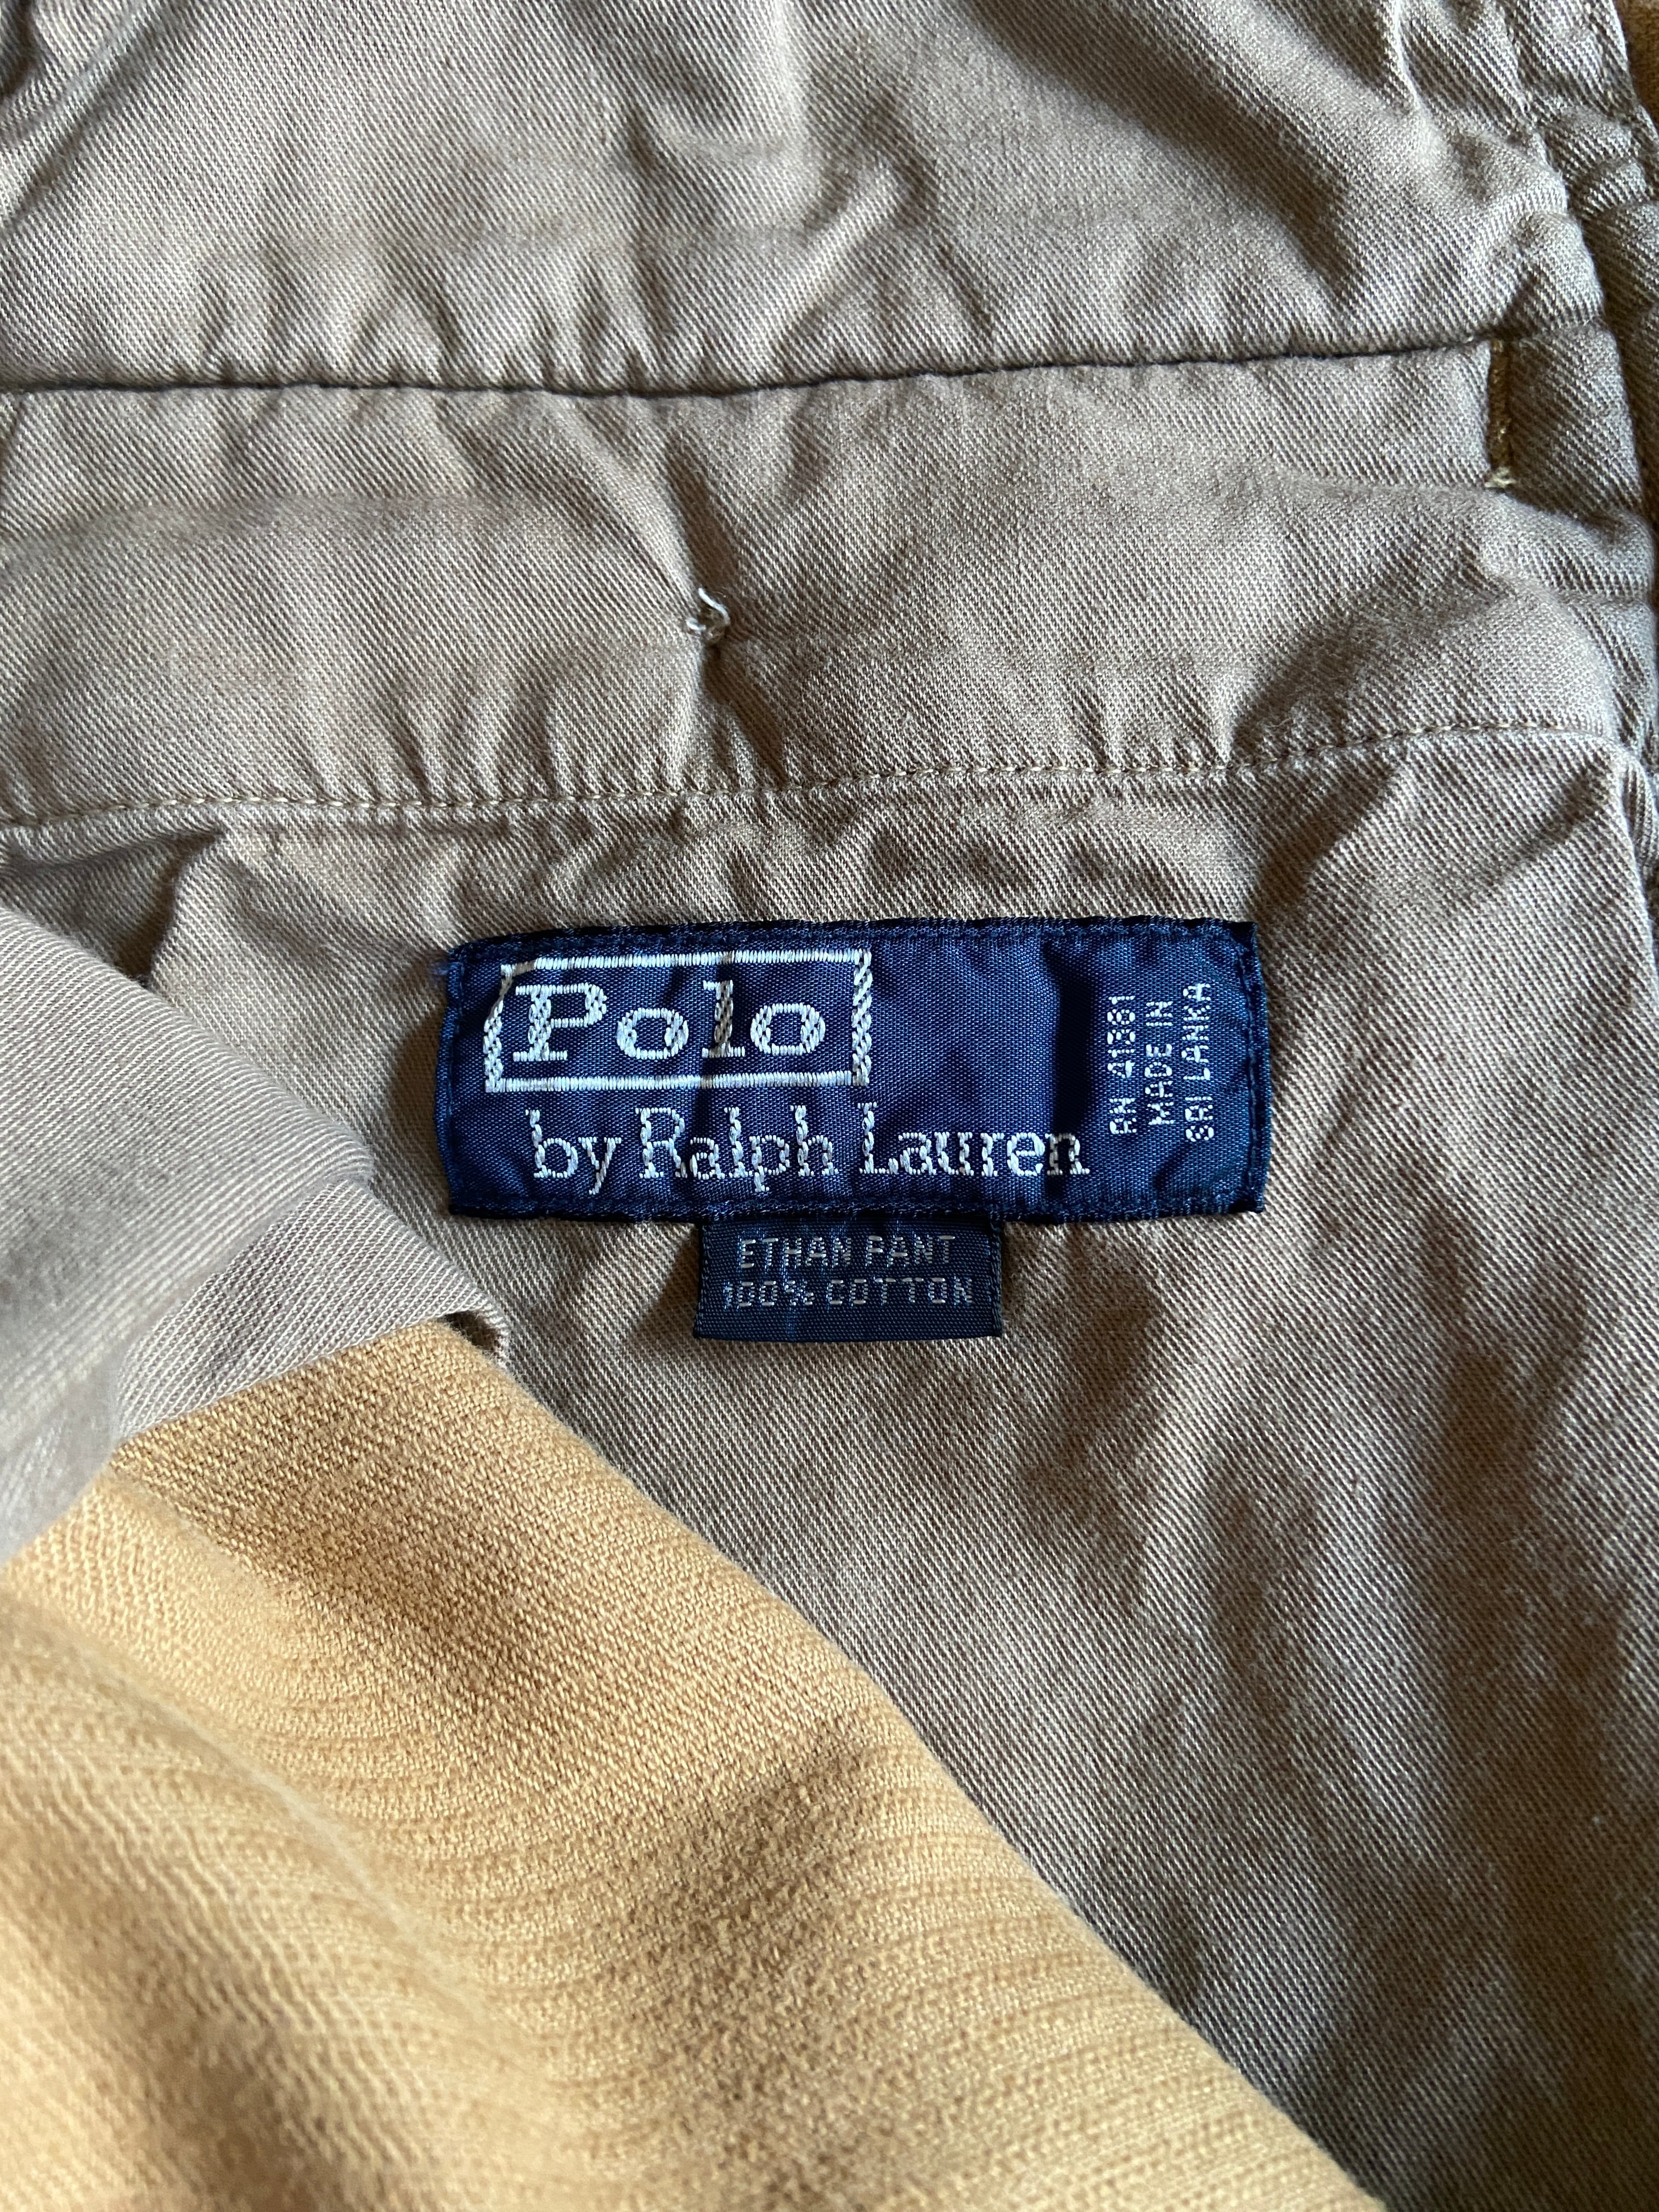 Polo
by Ralph Lauren
RN 41381
MADE IN
SRI LANKA
ETHAN PANT
100% COTTON